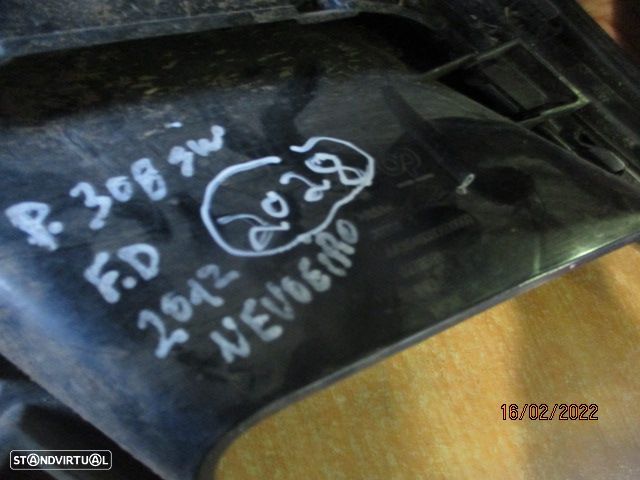 P. 308 SW
2028
F.D
2012
NEVOEIRO
16/02/2022
STANDVIRTUAL